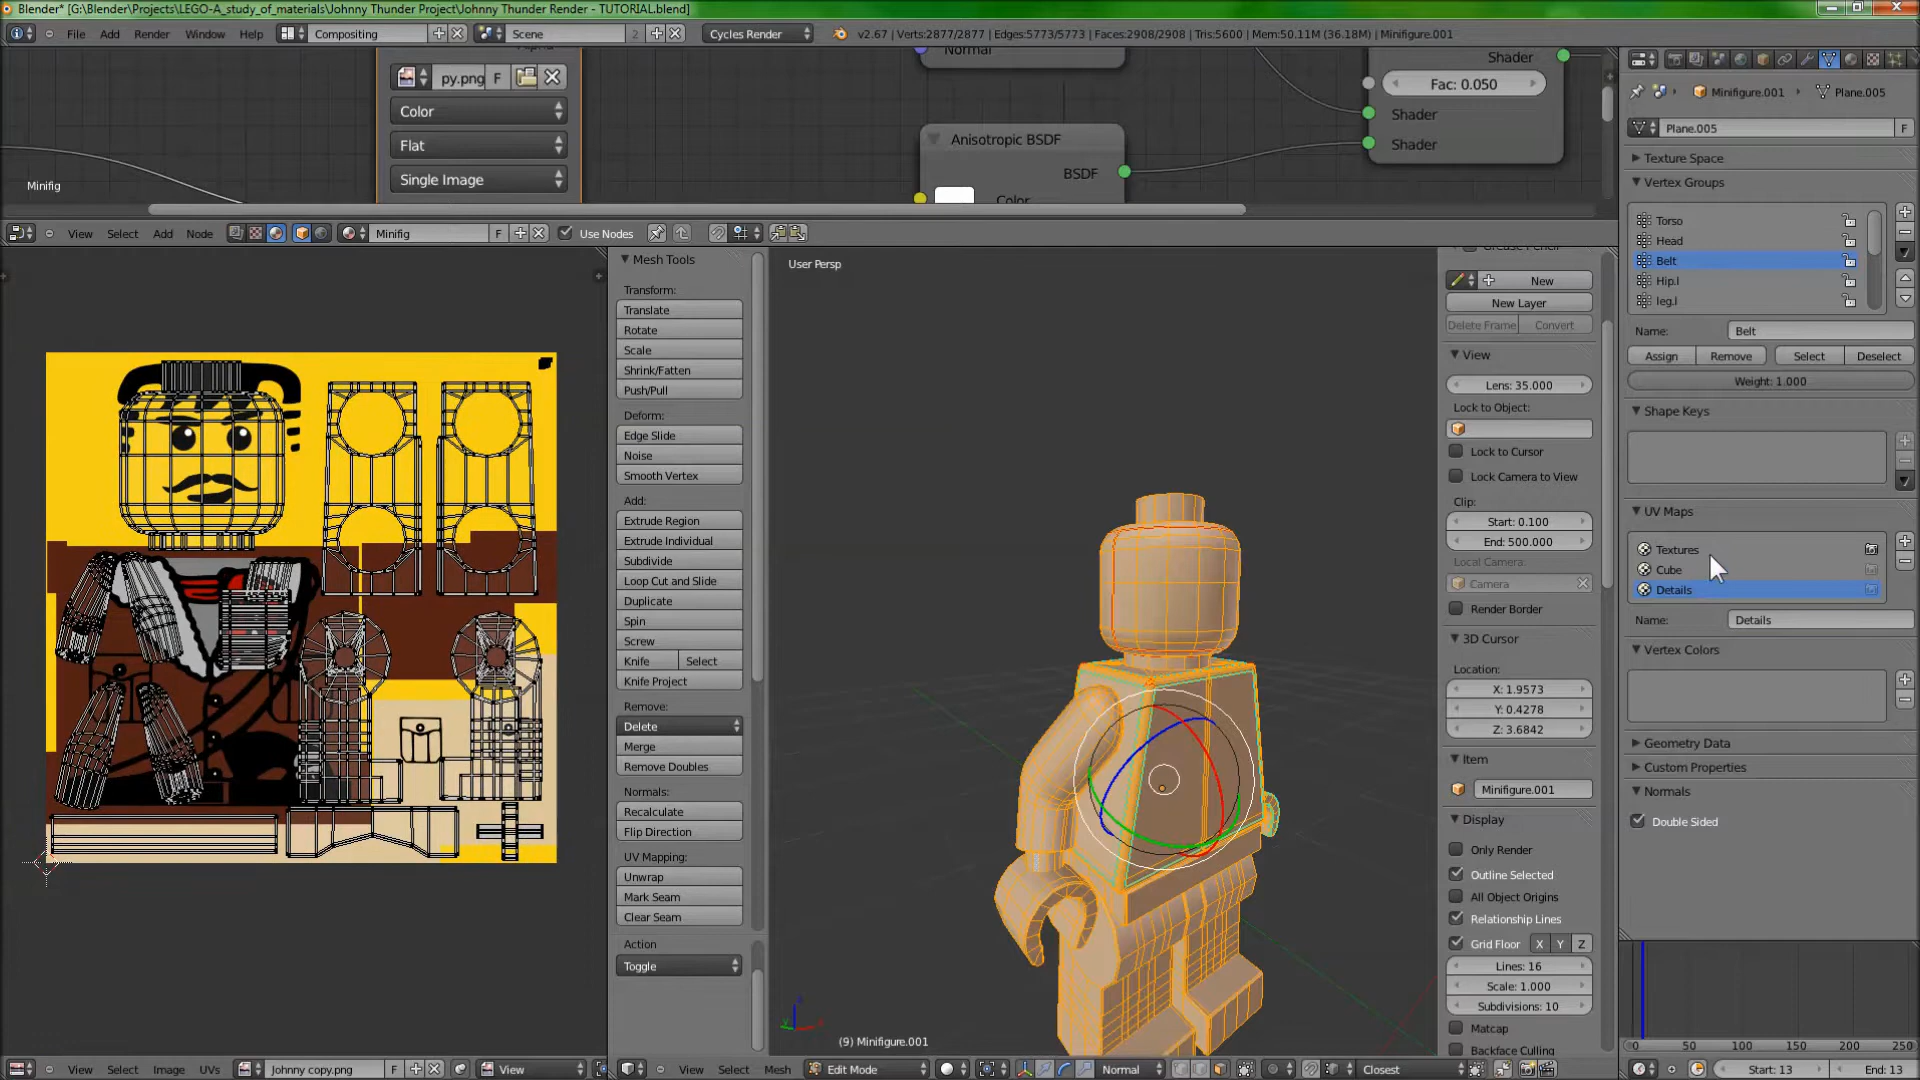 Blender* [G:\Blender\Projects\LEGO-A_study_of_materials\Johnny Thunder Project\Johnny Thunder Render - TUTORIAL.blend]
File Add Render Window Help Compositing Scene 2 Cycles Render v2.67 | Verts:2877/2877 | Edges:5773/5773 | Faces:2908/2908 | Tris:5600 | Mem:50.11M (36.18M) | Minifigure.001
Alpha
py.png F
Color
Flat
Single Image
Minifig
Normal
Anisotropic BSDF
BSDF
Color
Shader
Fac: 0.050
Shader
Shader
View Select Add Node Minifig F Use Nodes
Mesh Tools
Transform:
Translate
Rotate
Scale
Shrink/Fatten
Push/Pull
Deform:
Edge Slide
Noise
Smooth Vertex
Add:
Extrude Region
Extrude Individual
Subdivide
Loop Cut and Slide
Duplicate
Spin
Screw
Knife Select
Knife Project
Remove:
Delete
Merge
Remove Doubles
Normals:
Recalculate
Flip Direction
UV Mapping:
Unwrap
Mark Seam
Clear Seam
Action
Toggle
User Persp
(9) Minifigure.001
Grease Pencil
New
New Layer
Delete Frame Convert
View
Lens: 35.000
Lock to Object:
Lock to Cursor
Lock Camera to View
Clip:
Start: 0.100
End: 500.000
Local Camera:
Camera
Render Border
3D Cursor
Location:
X: 1.9573
Y: 0.4278
Z: 3.6842
Item
Minifigure.001
Display
Only Render
Outline Selected
All Object Origins
Relationship Lines
Grid Floor X Y Z
Lines: 16
Scale: 1.000
Subdivisions: 10
Matcap
Backface Culling
Minifigure.001 Plane.005
Plane.005 F
Texture Space
Vertex Groups
Torso
Head
Belt
Hip.l
leg.l
Name: Belt
Assign Remove Select Deselect
Weight: 1.000
Shape Keys
UV Maps
Textures
Cube
Details
Name: Details
Vertex Colors
Geometry Data
Custom Properties
Normals
Double Sided
0 50 100 150 200 250
View Select Image UVs Johnny copy.png F View
View Select Mesh Edit Mode Normal Closest
Start: 13 End: 13